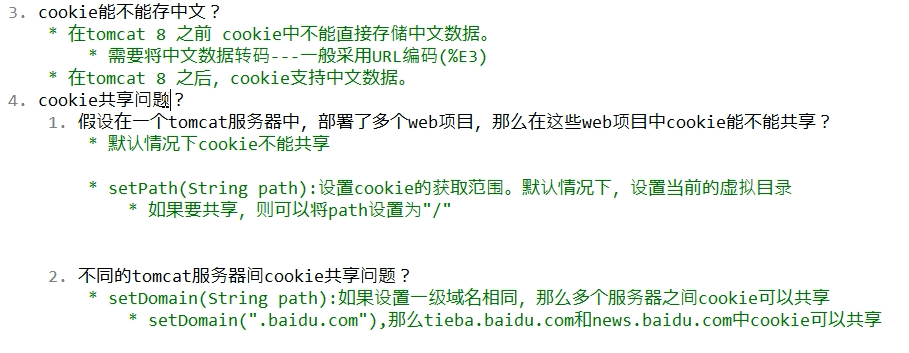 3. cookie能不能存中文？
* 在tomcat 8 之前 cookie中不能直接存储中文数据。
* 需要将中文数据转码---一般采用URL编码(%E3)
* 在tomcat 8 之后，cookie支持中文数据。
4. cookie共享问题？
1. 假设在一个tomcat服务器中，部署了多个web项目，那么在这些web项目中cookie能不能共享？
* 默认情况下cookie不能共享
* setPath(String path):设置cookie的获取范围。默认情况下，设置当前的虚拟目录
* 如果要共享，则可以将path设置为"/"
2. 不同的tomcat服务器间cookie共享问题？
* setDomain(String path):如果设置一级域名相同，那么多个服务器之间cookie可以共享
* setDomain(".baidu.com"),那么tieba.baidu.com和news.baidu.com中cookie可以共享